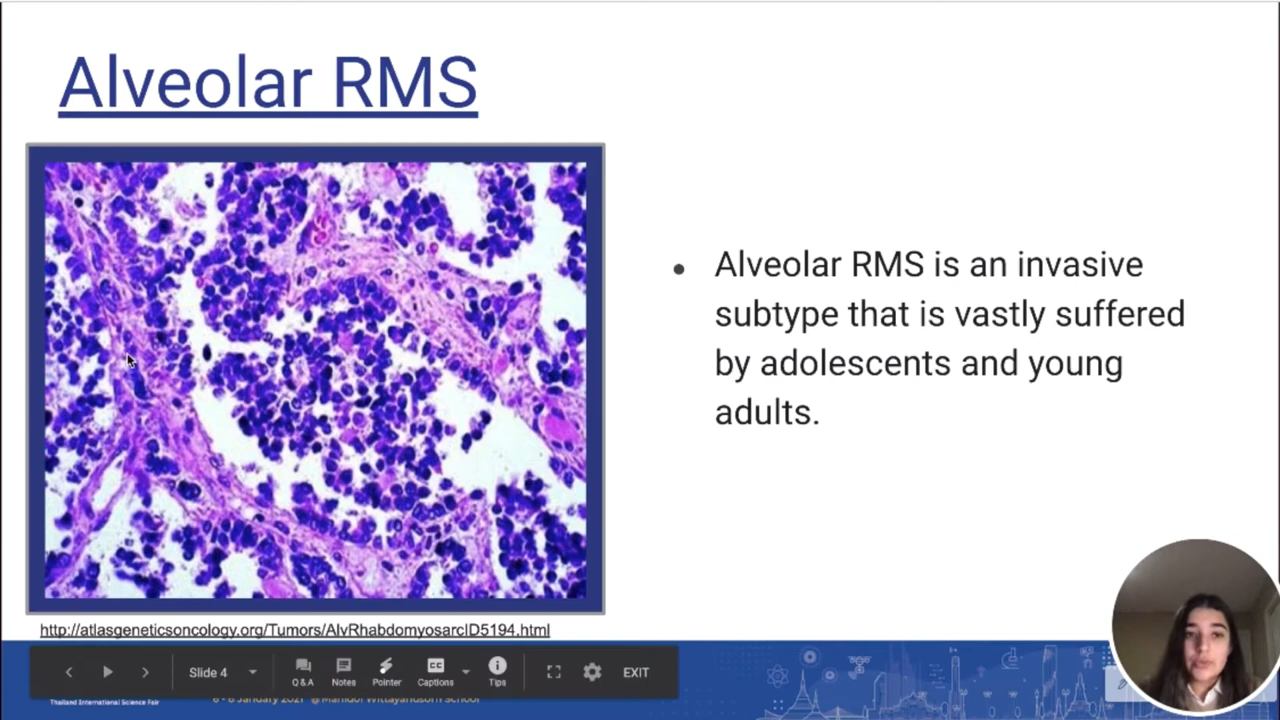 Alveolar RMS
• Alveolar RMS is an invasive
subtype that is vastly suffered
by adolescents and young
adults.
http://atlasgeneticsoncology.org/Tumors/AlvRhabdomyosarcID5194.html
Slide 4
Q & A
Notes
Pointer
CC
Captions
Tips
EXIT
Thailand International Science Fair